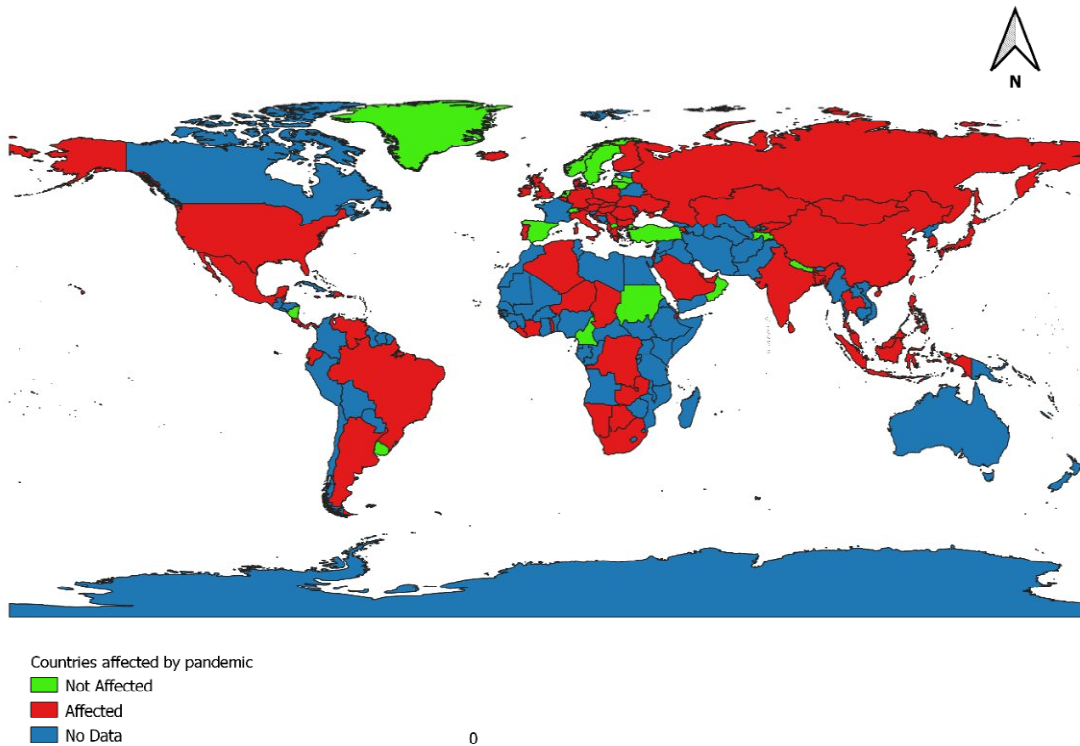 N
Countries affected by pandemic
Not Affected
Affected
No Data
0